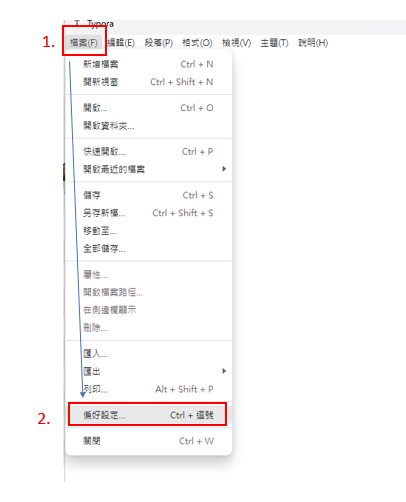 T Typora
1. 檔案(F) 編輯(E) 段落(P) 格式(O) 檢視(V) 主題(T) 說明(H)
新增檔案 Ctrl + N
開新視窗 Ctrl + Shift + N
開啟... Ctrl + O
開啟資料夾...
快速開啟... Ctrl + P
開啟最近的檔案
儲存 Ctrl + S
另存新檔... Ctrl + Shift + S
移動至...
全部儲存...
屬性...
開啟檔案路徑...
在側邊欄顯示
刪除...
匯入...
匯出
列印... Alt + Shift + P
2. 偏好設定... Ctrl + 逗號
關閉 Ctrl + W